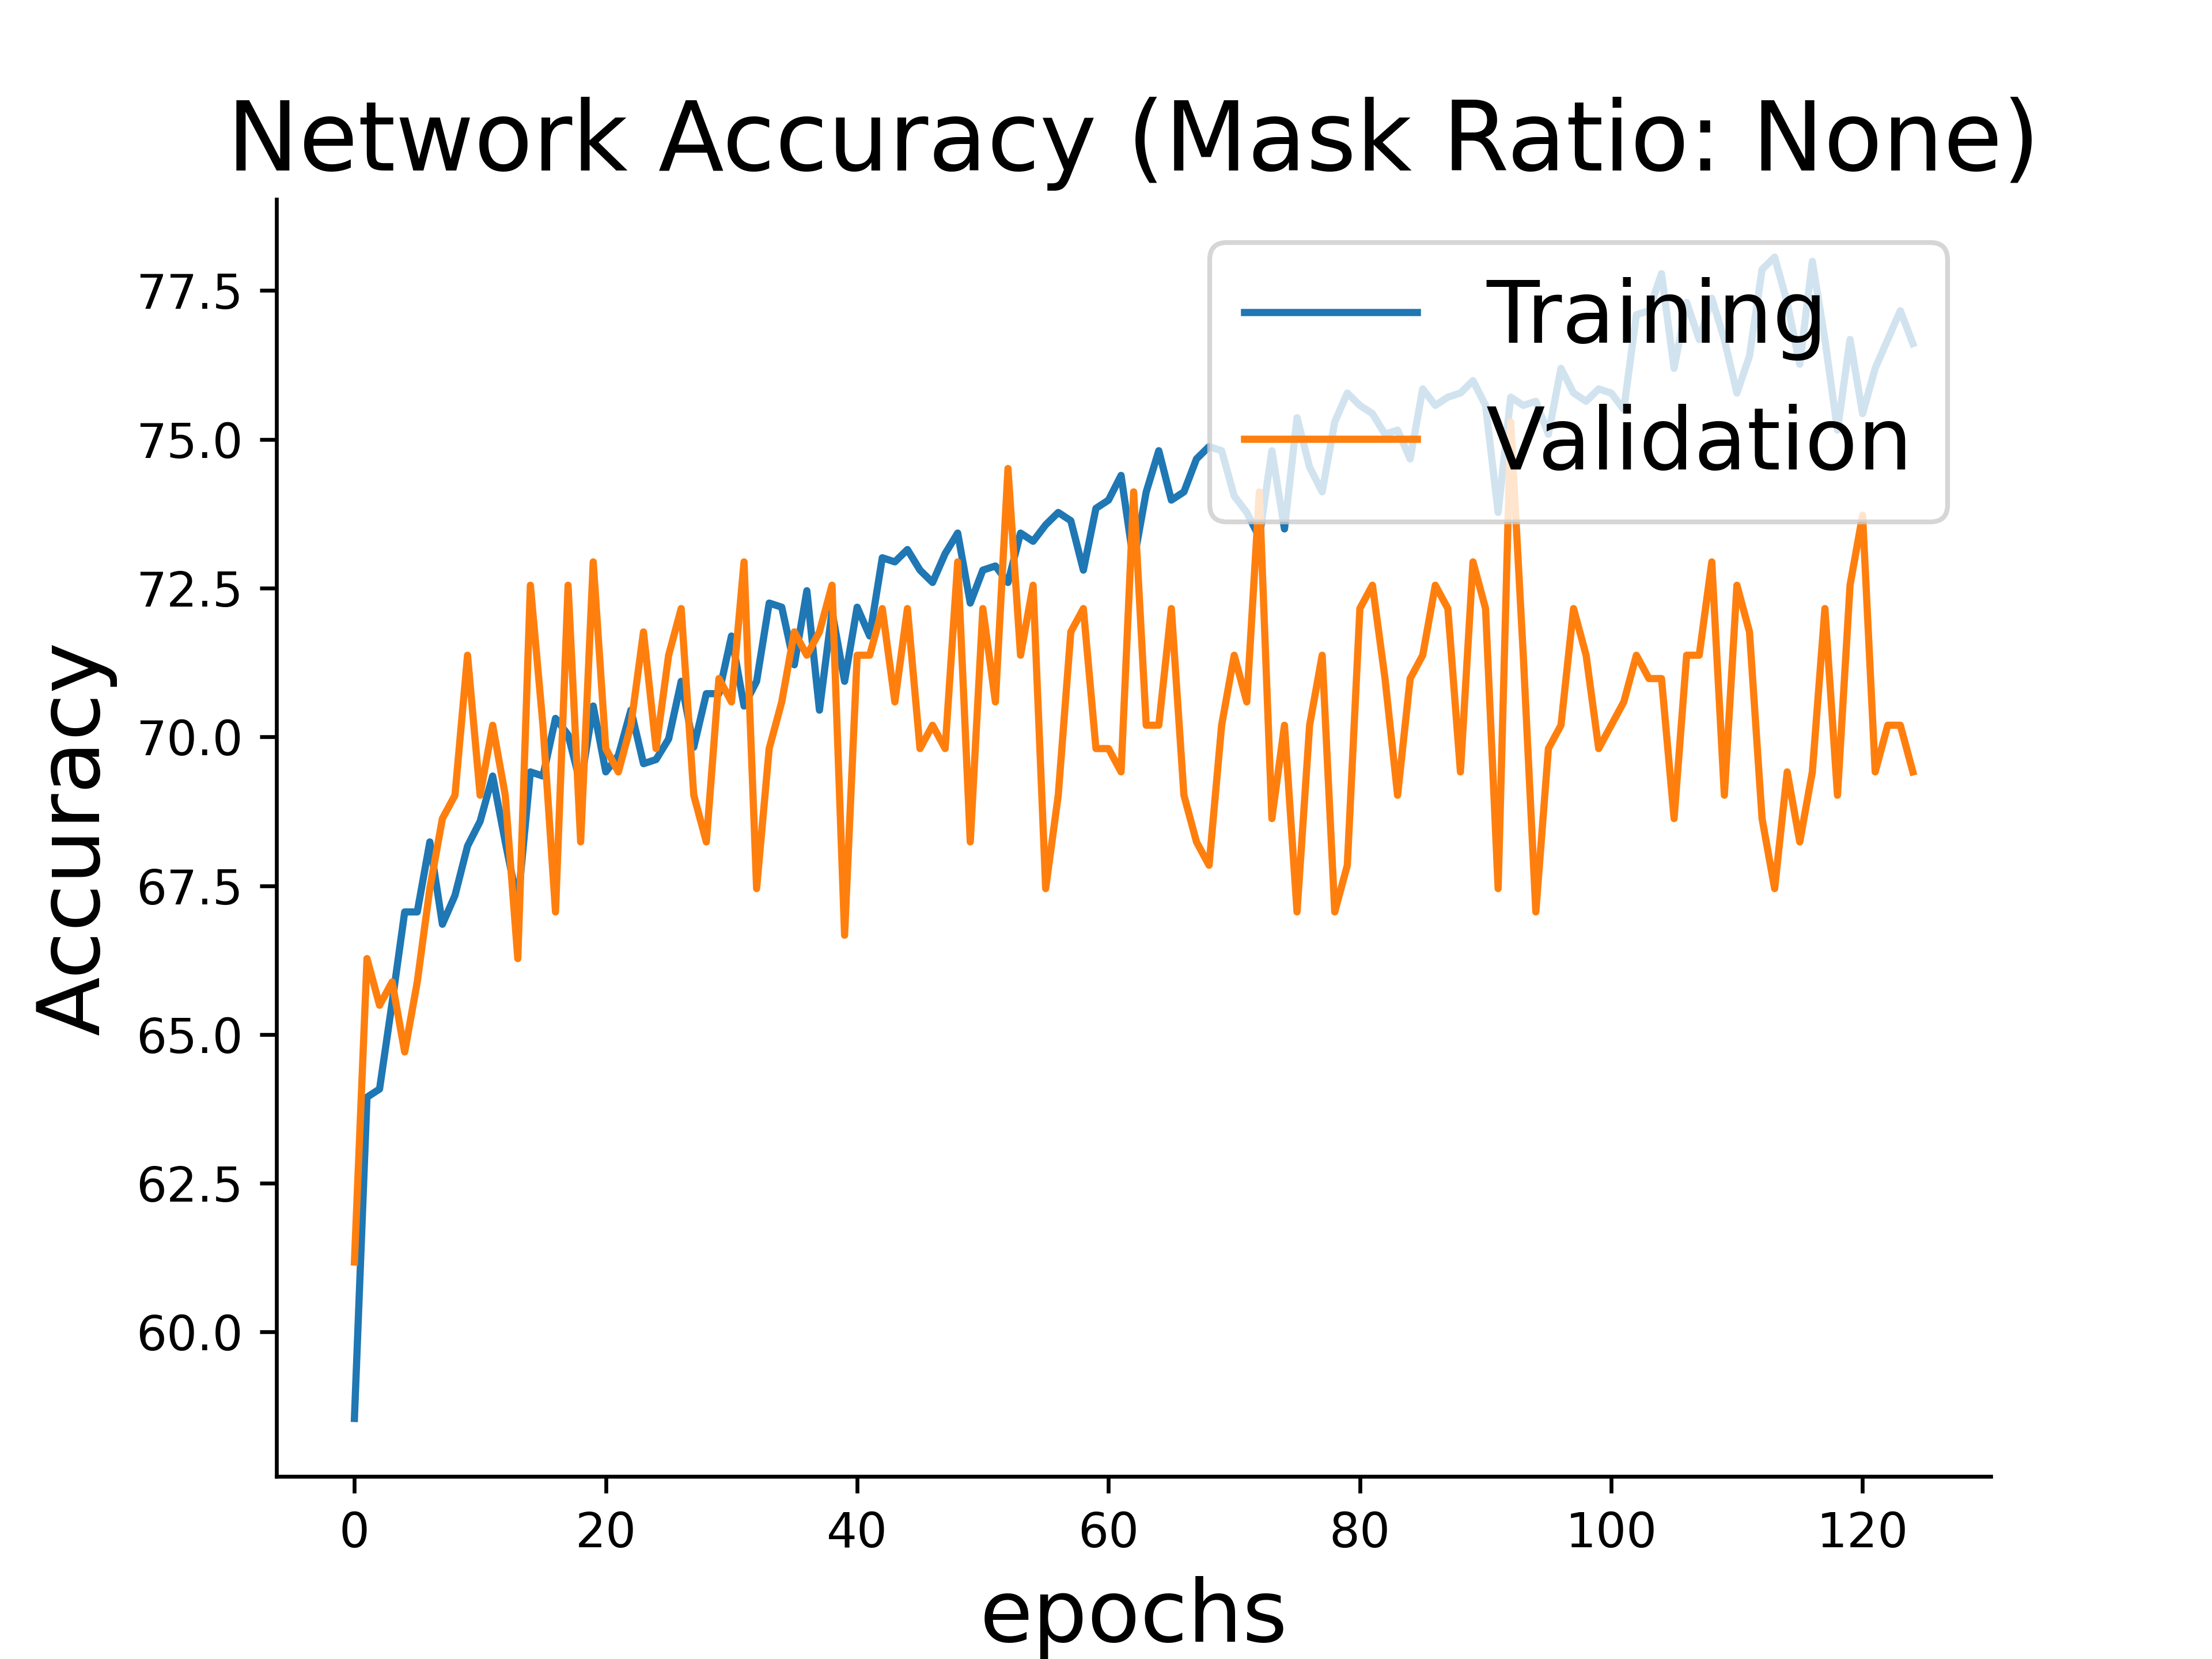 Network Accuracy (Mask Ratio: None)
Training
Validation
77.5
75.0
72.5
70.0
67.5
65.0
62.5
60.0
Accuracy
0 20 40 60 80 100 120
epochs